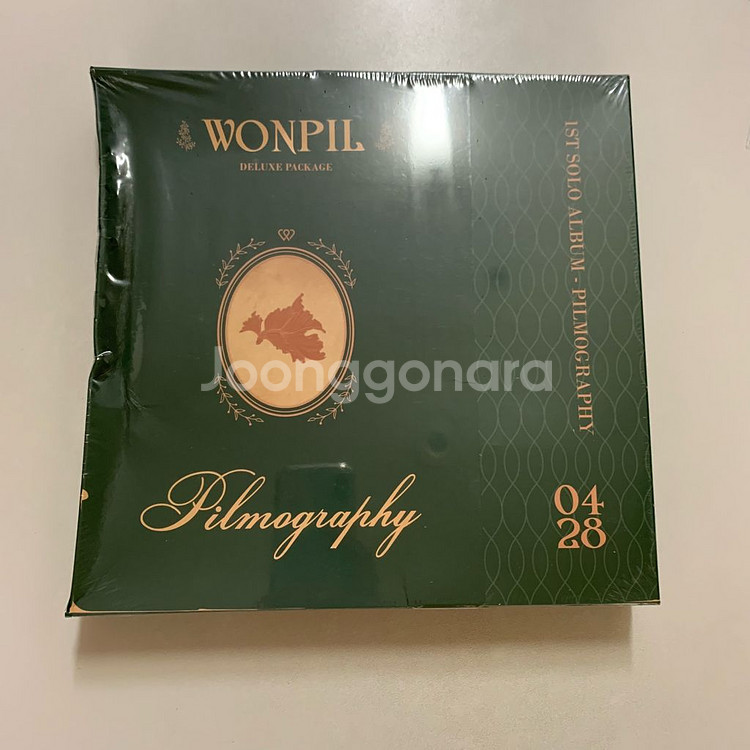 WONPIL
DELUXE PACKAGE
1ST SOLO ALBUM · PILMOGRAPHY
Joonggonara
Pilmography
04
28